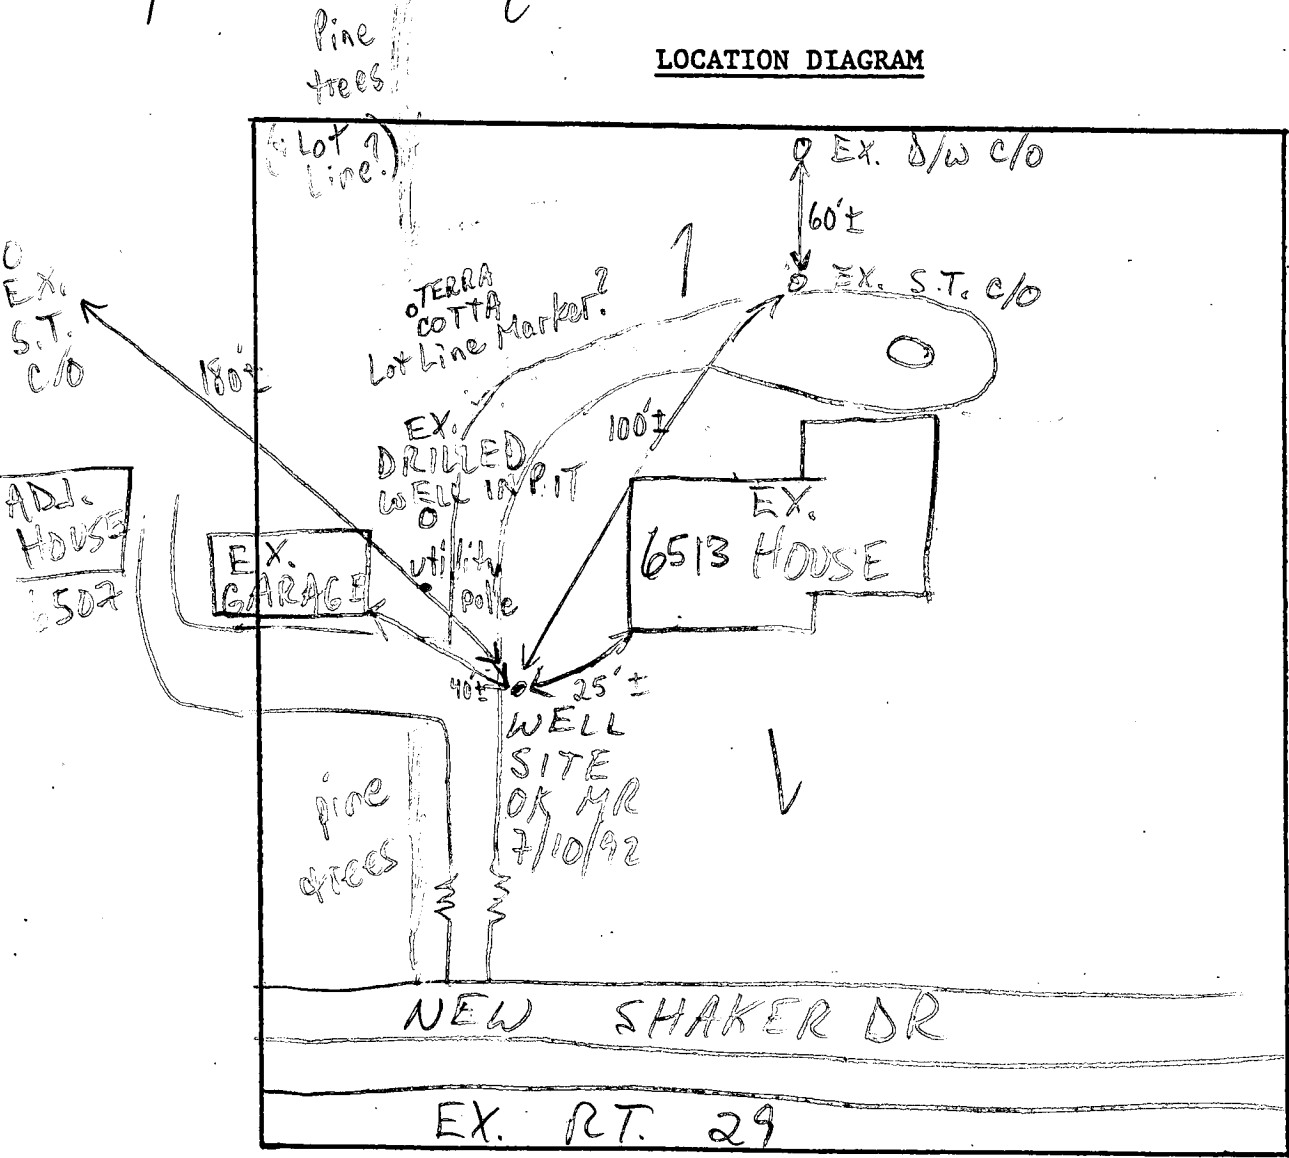 Pine
trees
LOCATION DIAGRAM
(& Lot ?)
Line?
EX. D/W C/O
60'±
EX. S.T. C/O
EX.
S.T.
C/O
180'±
TERRA
COTTA
Lot Line Marker?
100'±
EX.
DRILLED
WELL IN PIT
ADJ.
HOUSE
6507
EX.
GARAGE
utility
pole
EX.
6513 HOUSE
40'±
25'±
WELL
SITE
OK MR
7/10/92
pine
trees
NEW SHAKER DR
EX. RT. 29